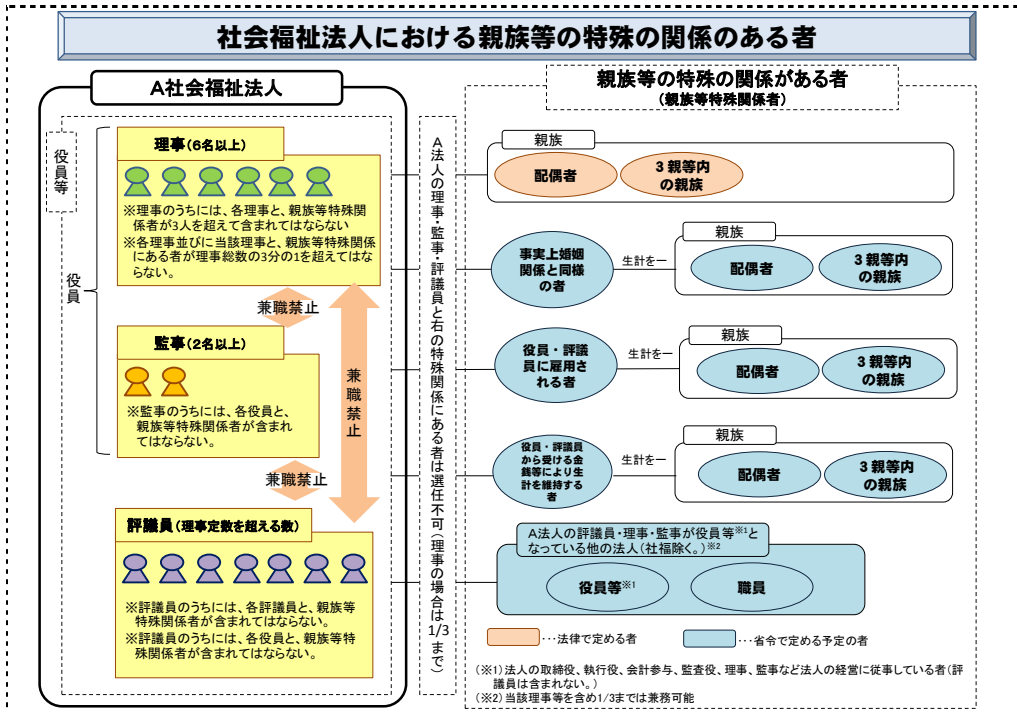 社会福祉法人における親族等の特殊の関係のある者
A社会福祉法人
役員等
役員
理事(6名以上)
※理事のうちには、各理事と、親族等特殊関
係者が3人を超えて含まれてはならない
※各理事並びに当該理事と、親族等特殊関係
にある者が理事総数の3分の1を超えてはな
らない。
兼職禁止
監事(2名以上)
※監事のうちには、各役員と、
親族等特殊関係者が含まれ
てはならない。
兼職禁止
兼職禁止
評議員(理事定数を超える数)
※評議員のうちには、各評議員と、親族等
特殊関係者が含まれてはならない。
※評議員のうちには、各役員と、親族等特
殊関係者が含まれてはならない。
A法人の理事・監事・評議員と右の特殊関係にある者は選任不可(理事の場合は1/3まで)
親族等の特殊の関係がある者
(親族等特殊関係者)
親族
配偶者
3親等内
の親族
事実上婚姻
関係と同様
の者
生計を一
親族
配偶者
3親等内
の親族
役員・評議
員に雇用さ
れる者
生計を一
親族
配偶者
3親等内
の親族
役員・評議員
から受ける金
銭等により生
計を維持する
者
生計を一
親族
配偶者
3親等内
の親族
A法人の評議員・理事・監事が役員等※1と
なっている他の法人(社福除く。)※2
役員等※1
職員
・・・法律で定める者
・・・省令で定める予定の者
(※1)法人の取締役、執行役、会計参与、監査役、理事、監事など法人の経営に従事している者(評
議員は含まれない。)
(※2)当該理事等を含め1/3までは兼務可能